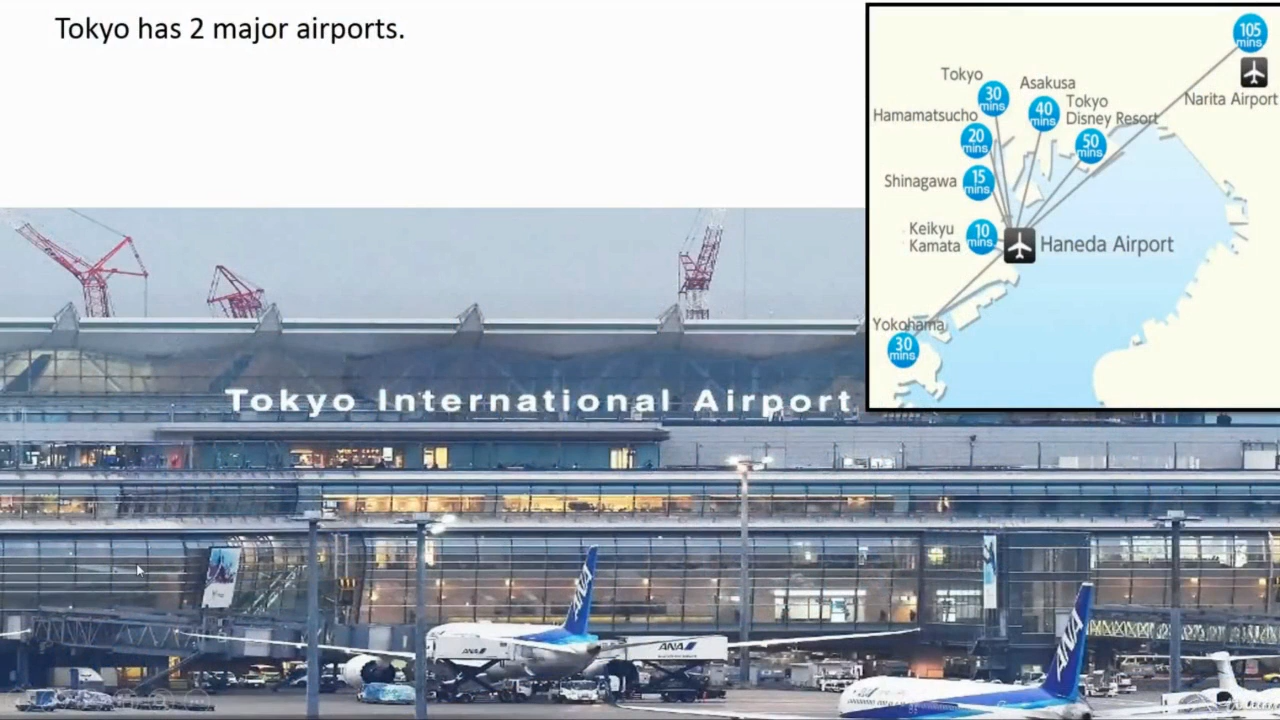 Tokyo has 2 major airports.
105
mins
Narita Airport
Tokyo
30
mins
Asakusa
40
mins
Tokyo
Disney Resort
50
mins
Hamamatsucho
20
mins
Shinagawa
15
mins
Keikyu
Kamata
10
mins
Haneda Airport
Yokohama
30
mins
Tokyo International Airport
ANA
ANA
ANA
ANA